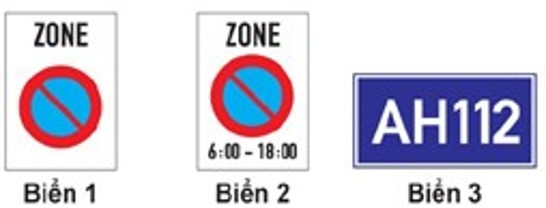 ZONE
ZONE
6:00 - 18:00
AH112
Biển 1
Biển 2
Biển 3